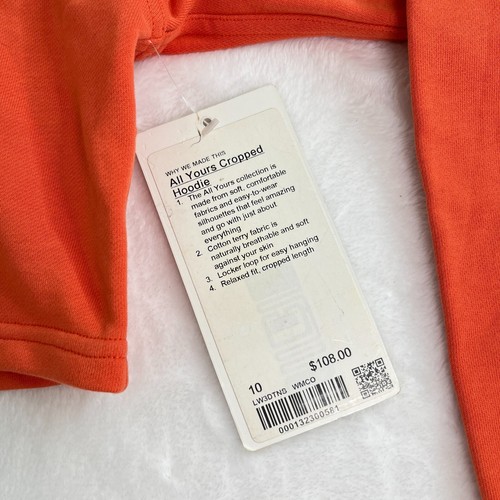 WHY WE MADE THIS
All Yours Cropped
Hoodie
1. The All Yours collection is
made from soft, comfortable
fabrics and easy-to-wear
silhouettes that feel amazing
and go with just about
everything
2. Cotton terry fabric is
naturally breathable and soft
against your skin
3. Locker loop for easy hanging
4. Relaxed fit, cropped length
10 $108.00
LW3DTNS WMCO
000132300581